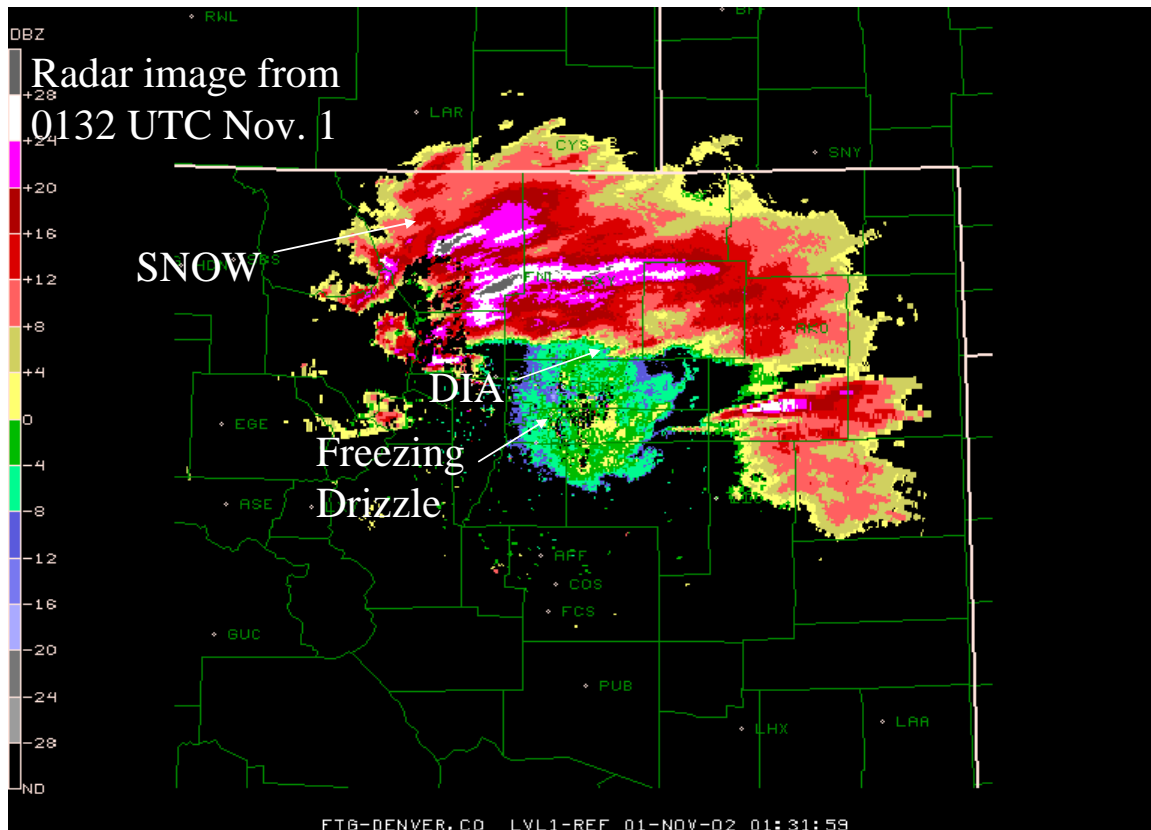 RWL
BFF
DBZ
Radar image from
+28
0132 UTC Nov. 1
LAR
+24
CYS
SNY
+20
+16
SNOW
SBS
+12
+8
AKO
+4
DIA
0
EGE
Freezing
-4
Drizzle
ASE
-8
-12
AFF
COS
-16
FCS
GUC
-20
PUB
-24
LHX
LAA
-28
ND
FTG-DENVER,CO LVL1-REF 01-NOV-02 01:31:59